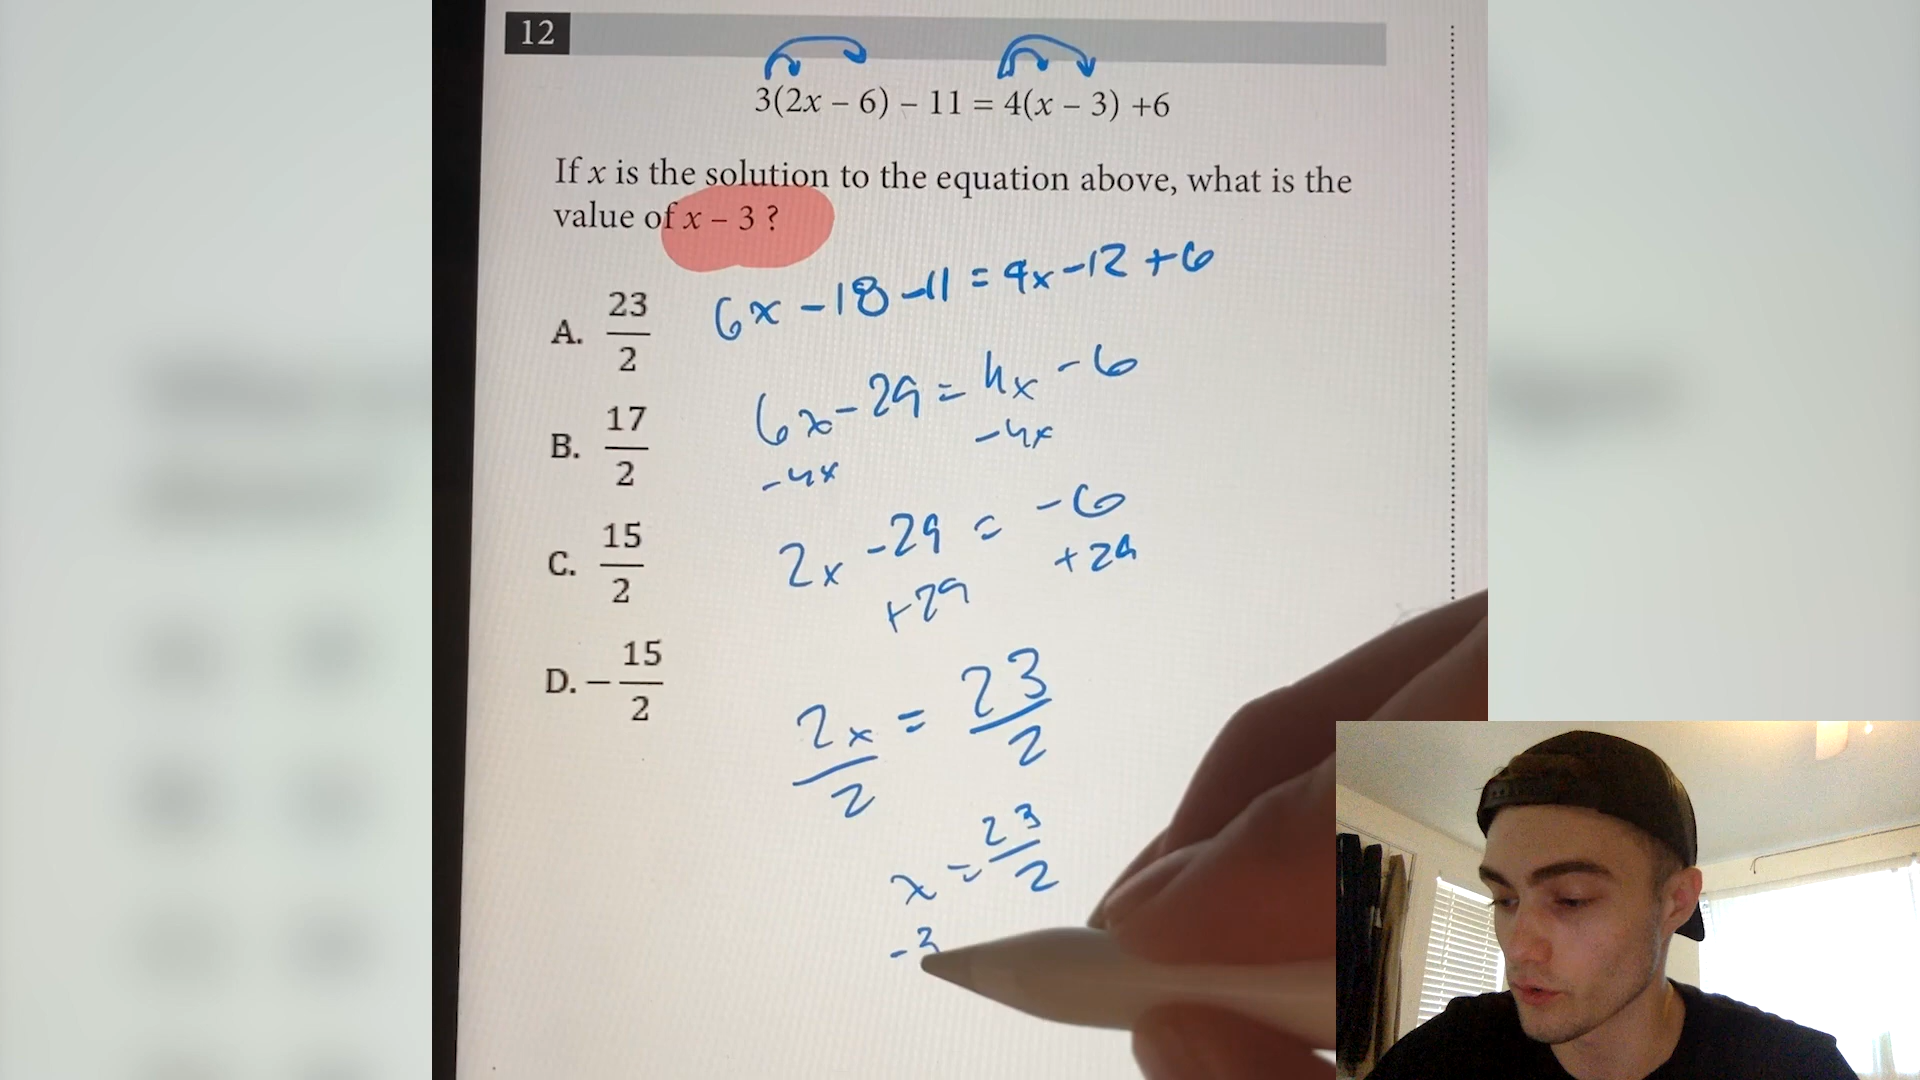 12
3(2x – 6) – 11 = 4(x – 3) +6
If x is the solution to the equation above, what is the
value of x – 3 ?
A. 23/2
B. 17/2
C. 15/2
D. – 15/2
6x - 18 - 11 = 4x - 12 + 6
6x - 29 = 4x - 6
-4x -4x
2x - 29 = -6
+29 +29
2x/2 = 23/2
x = 23/2
-3